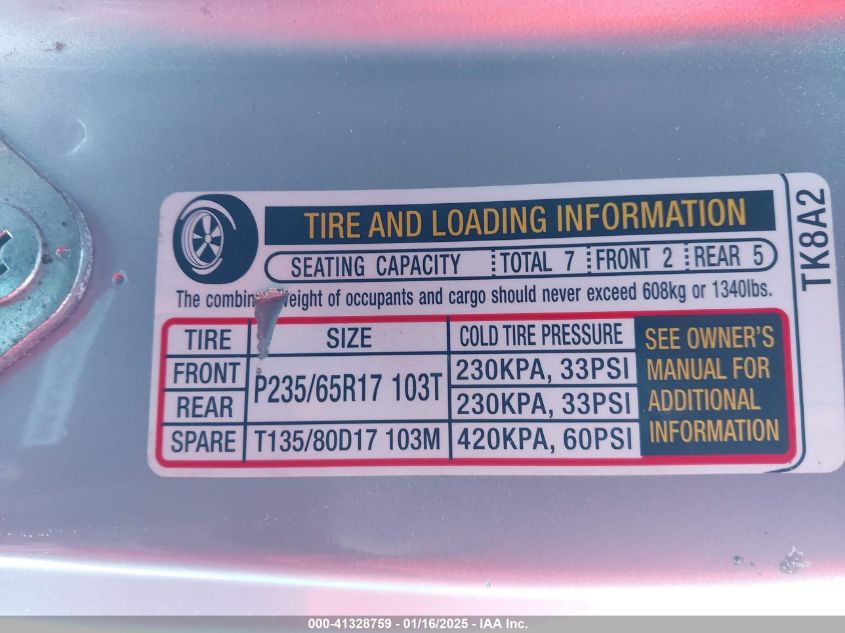 TIRE AND LOADING INFORMATION
SEATING CAPACITY TOTAL 7 FRONT 2 REAR 5
The combin eight of occupants and cargo should never exceed 608kg or 1340lbs.
TIRE SIZE COLD TIRE PRESSURE
FRONT P235/65R17 103T 230KPA, 33PSI
REAR 230KPA, 33PSI
SPARE T135/80D17 103M 420KPA, 60PSI
SEE OWNER'S
MANUAL FOR
ADDITIONAL
INFORMATION
TK8A2
000-41328759 - 01/16/2025 - IAA Inc.